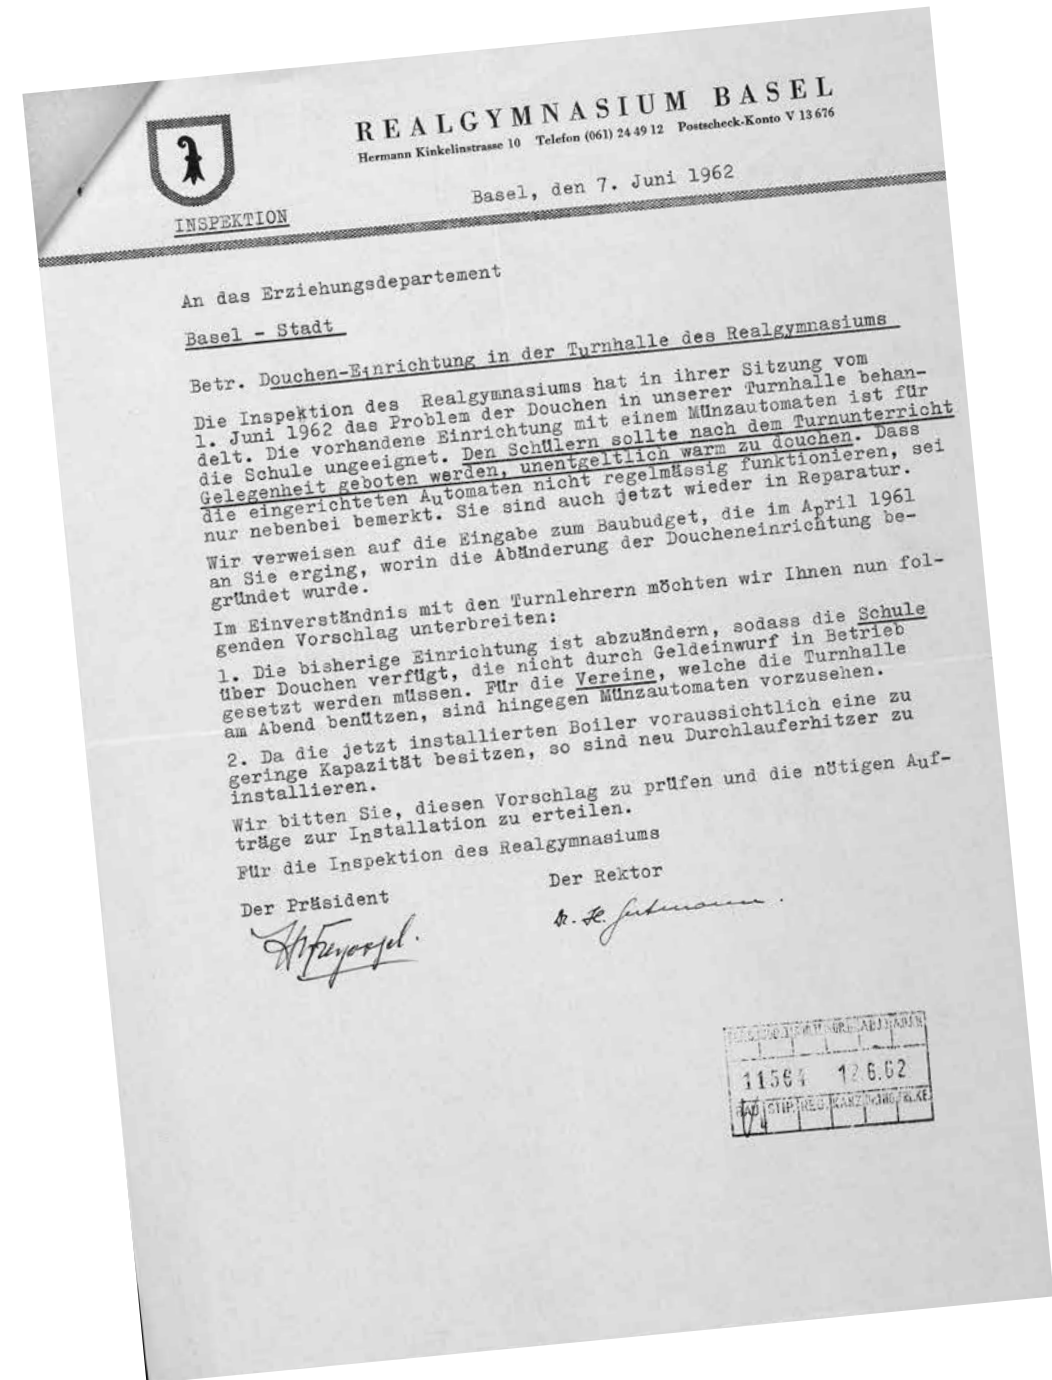 REALGYMNASIUM BASEL
Hermann Kinkelinstrasse 10 Telefon (061) 24 49 12 Postscheck-Konto V 13 676
Basel, den 7. Juni 1962
INSPEKTION
An das Erziehungsdepartement
Basel - Stadt
Betr. Douchen-Einrichtung in der Turnhalle des Realgymnasiums
Die Inspektion des Realgymnasiums hat in ihrer Sitzung vom
1. Juni 1962 das Problem der Douchen in unserer Turnhalle behan-
delt. Die vorhandene Einrichtung mit einem Münzautomaten ist für
die Schule ungeeignet. Den Schülern sollte nach dem Turnunterricht
Gelegenheit geboten werden, unentgeltlich warm zu douchen. Dass
die eingerichteten Automaten nicht regelmässig funktionieren, sei
nur nebenbei bemerkt. Sie sind auch jetzt wieder in Reparatur.
Wir verweisen auf die Eingabe zum Baubudget, die im April 1961
an Sie erging, worin die Abänderung der Doucheneinrichtung be-
gründet wurde.
Im Einverständnis mit den Turnlehrern möchten wir Ihnen nun fol-
genden Vorschlag unterbreiten:
1. Die bisherige Einrichtung ist abzuändern, sodass die Schule
über Douchen verfügt, die nicht durch Geldeinwurf in Betrieb
gesetzt werden müssen. Für die Vereine, welche die Turnhalle
am Abend benützen, sind hingegen Münzautomaten vorzusehen.
2. Da die jetzt installierten Boiler voraussichtlich eine zu
geringe Kapazität besitzen, so sind neu Durchlauferhitzer zu
installieren.
Wir bitten Sie, diesen Vorschlag zu prüfen und die nötigen Auf-
träge zur Installation zu erteilen.
Für die Inspektion des Realgymnasiums
Der Präsident Der Rektor
Dr. H. Gutmann.
11564 12.6.62
STIP. REG. KANZ